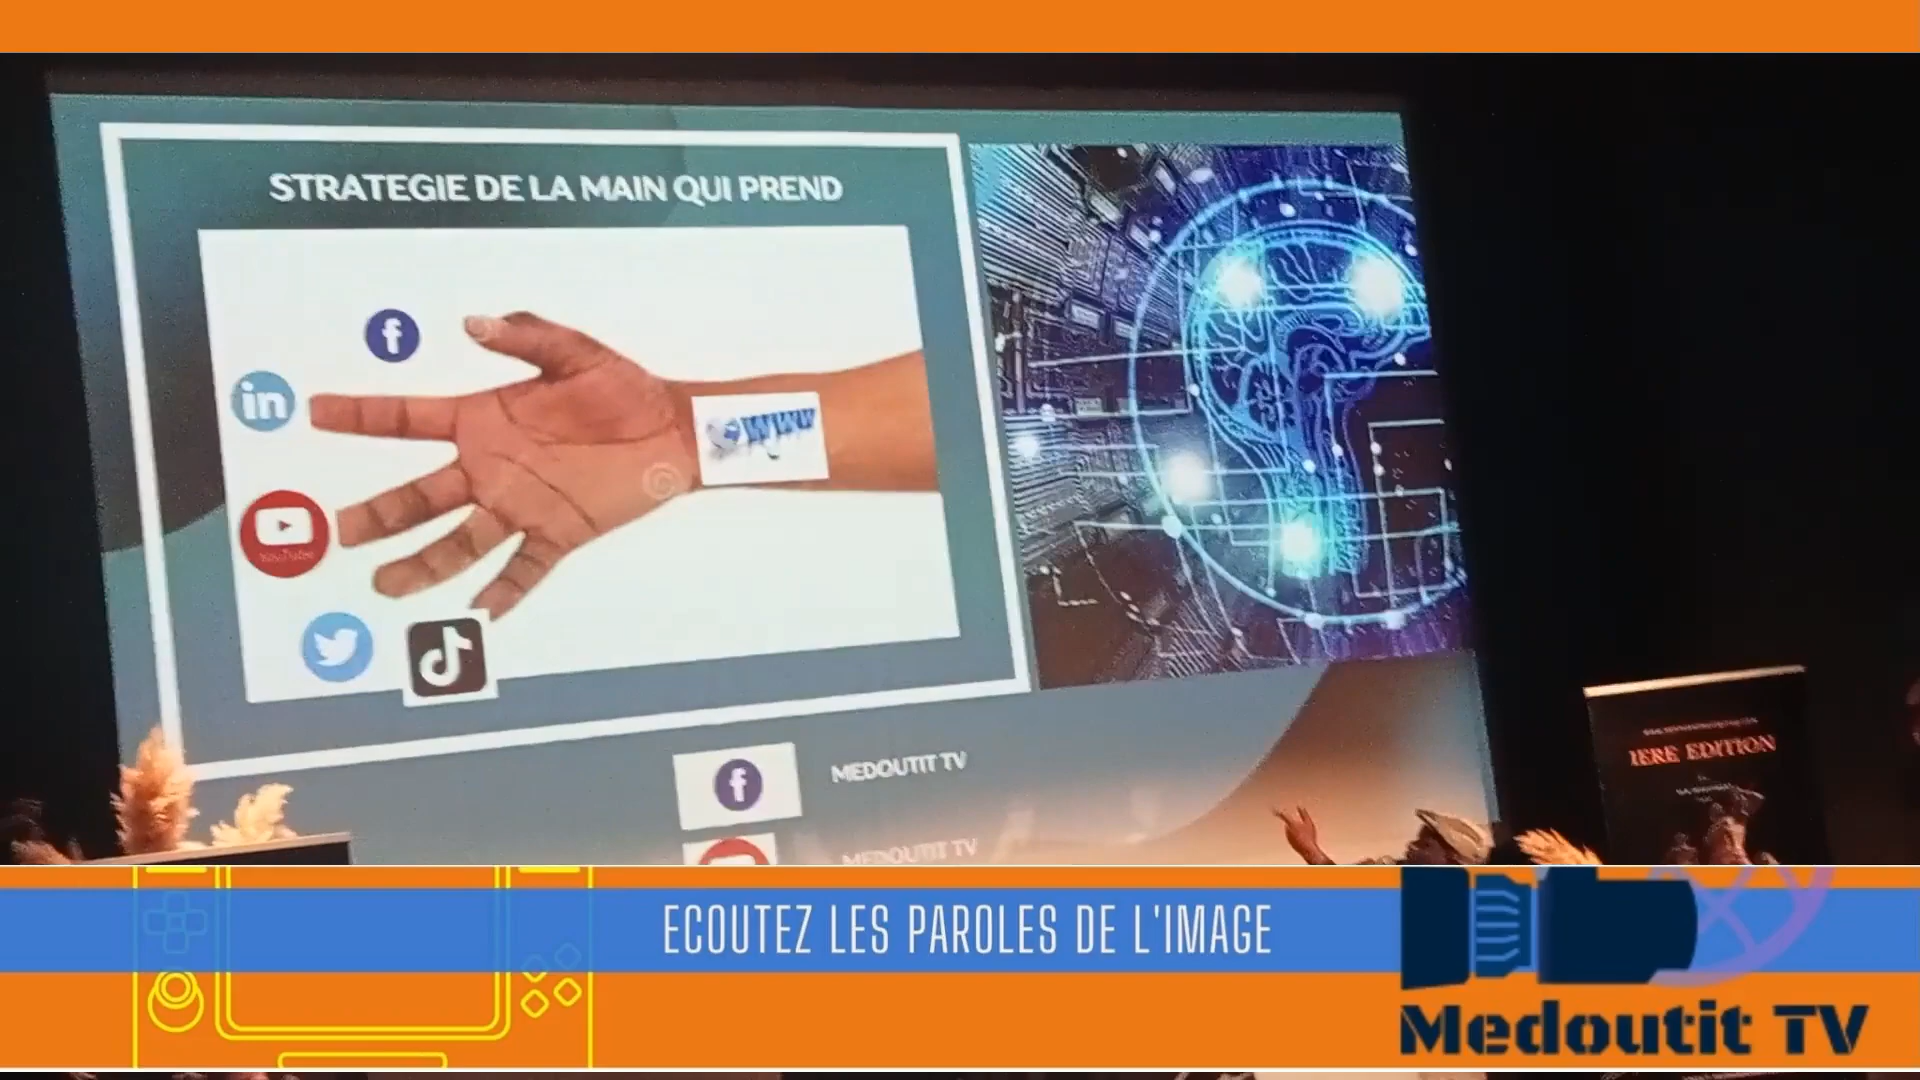 STRATEGIE DE LA MAIN QUI PREND
f
in
YouTube
www
f
MEDOUTIT TV
MEDOUTIT TV
1ERE EDITION
ECOUTEZ LES PAROLES DE L'IMAGE
Medoutit TV